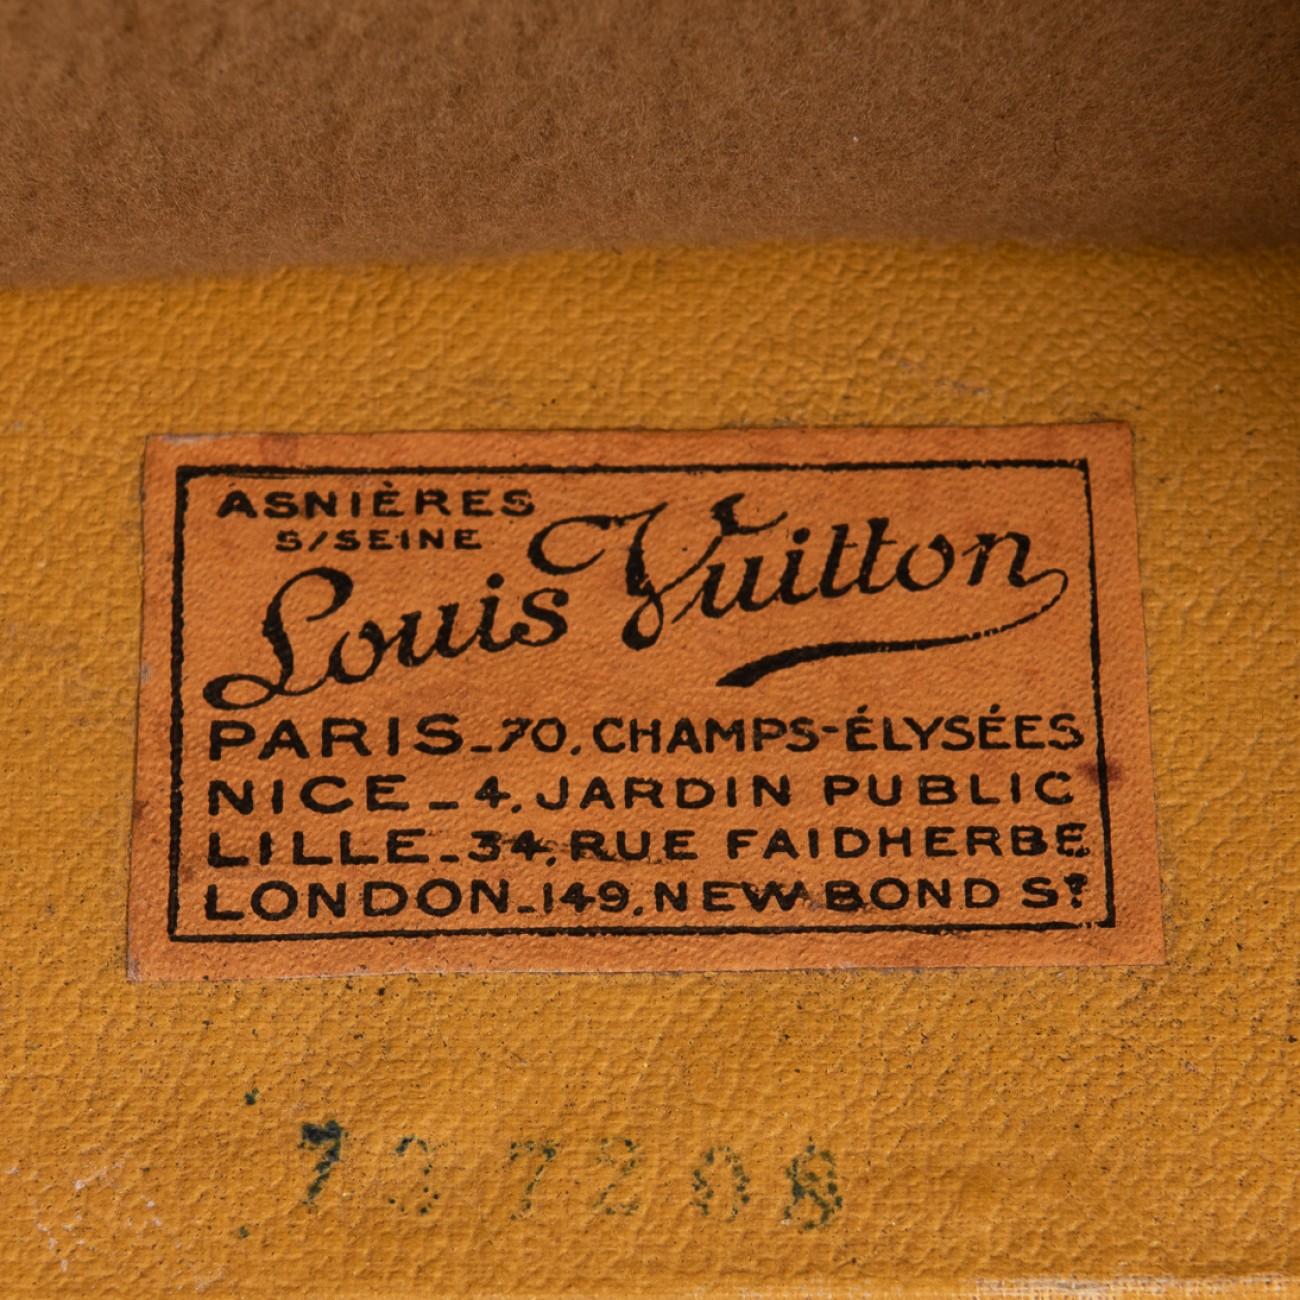 ASNIÈRES
S/SEINE
Louis Vuitton
PARIS_70, CHAMPS-ÉLYSÉES
NICE_4, JARDIN PUBLIC
LILLE_34, RUE FAIDHERBE
LONDON_149, NEW BOND St